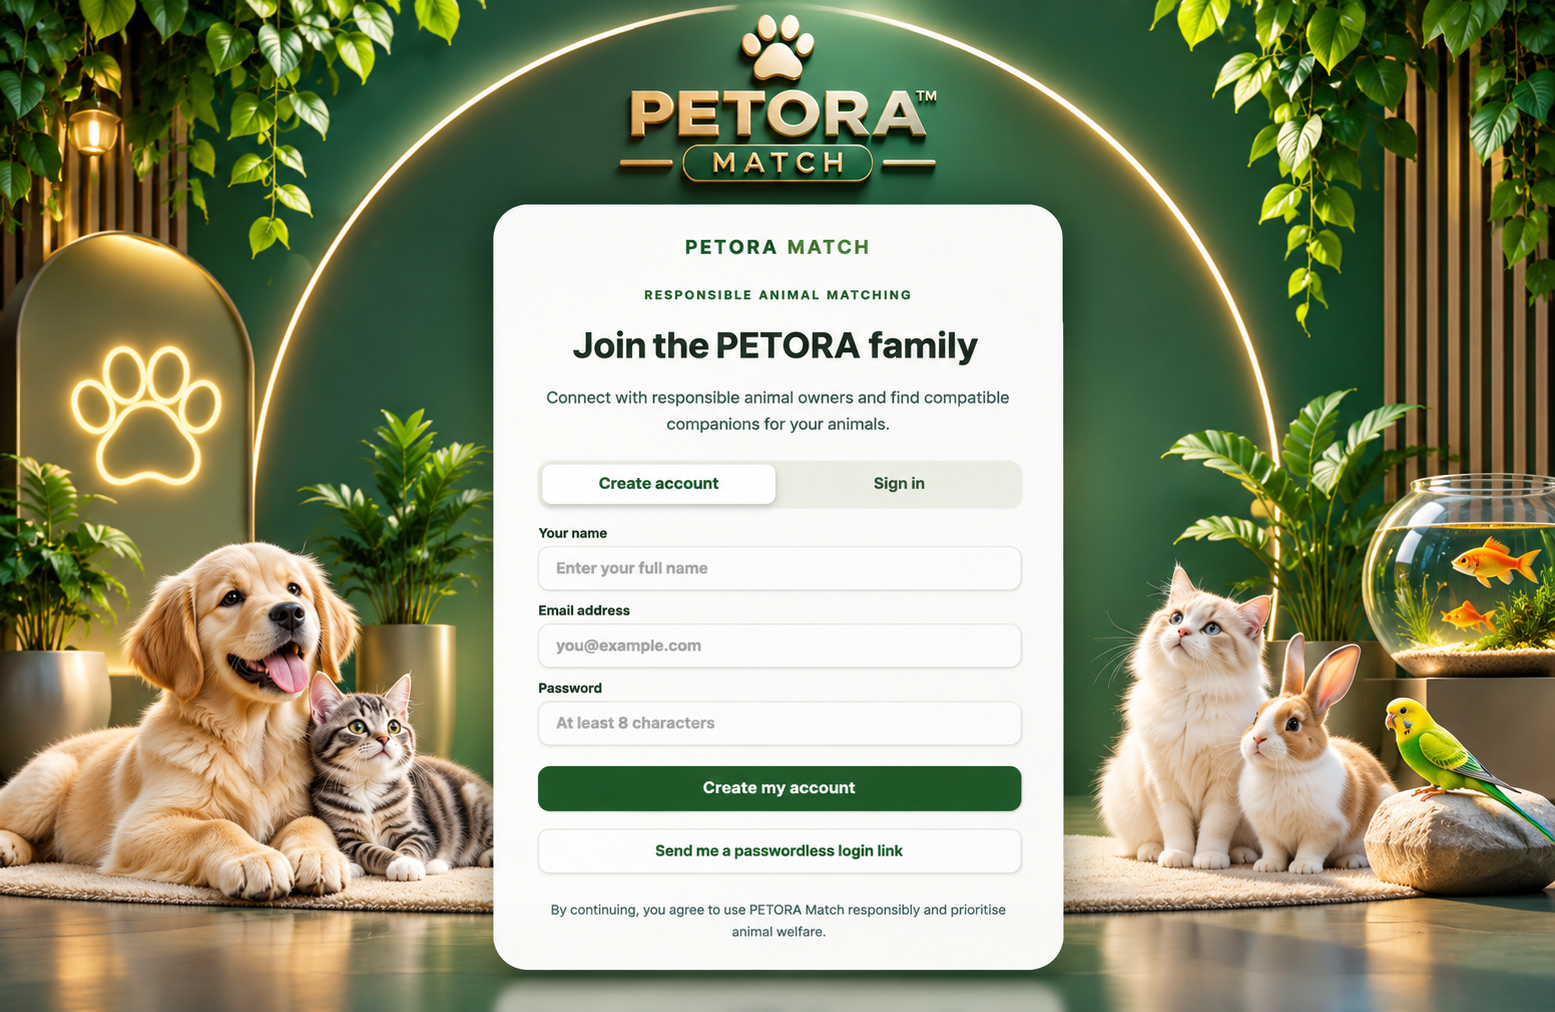 PETORA™
MATCH
PETORA MATCH
RESPONSIBLE ANIMAL MATCHING
Join the PETORA family
Connect with responsible animal owners and find compatible
companions for your animals.
Create account
Sign in
Your name
Enter your full name
Email address
you@example.com
Password
At least 8 characters
Create my account
Send me a passwordless login link
By continuing, you agree to use PETORA Match responsibly and prioritise
animal welfare.